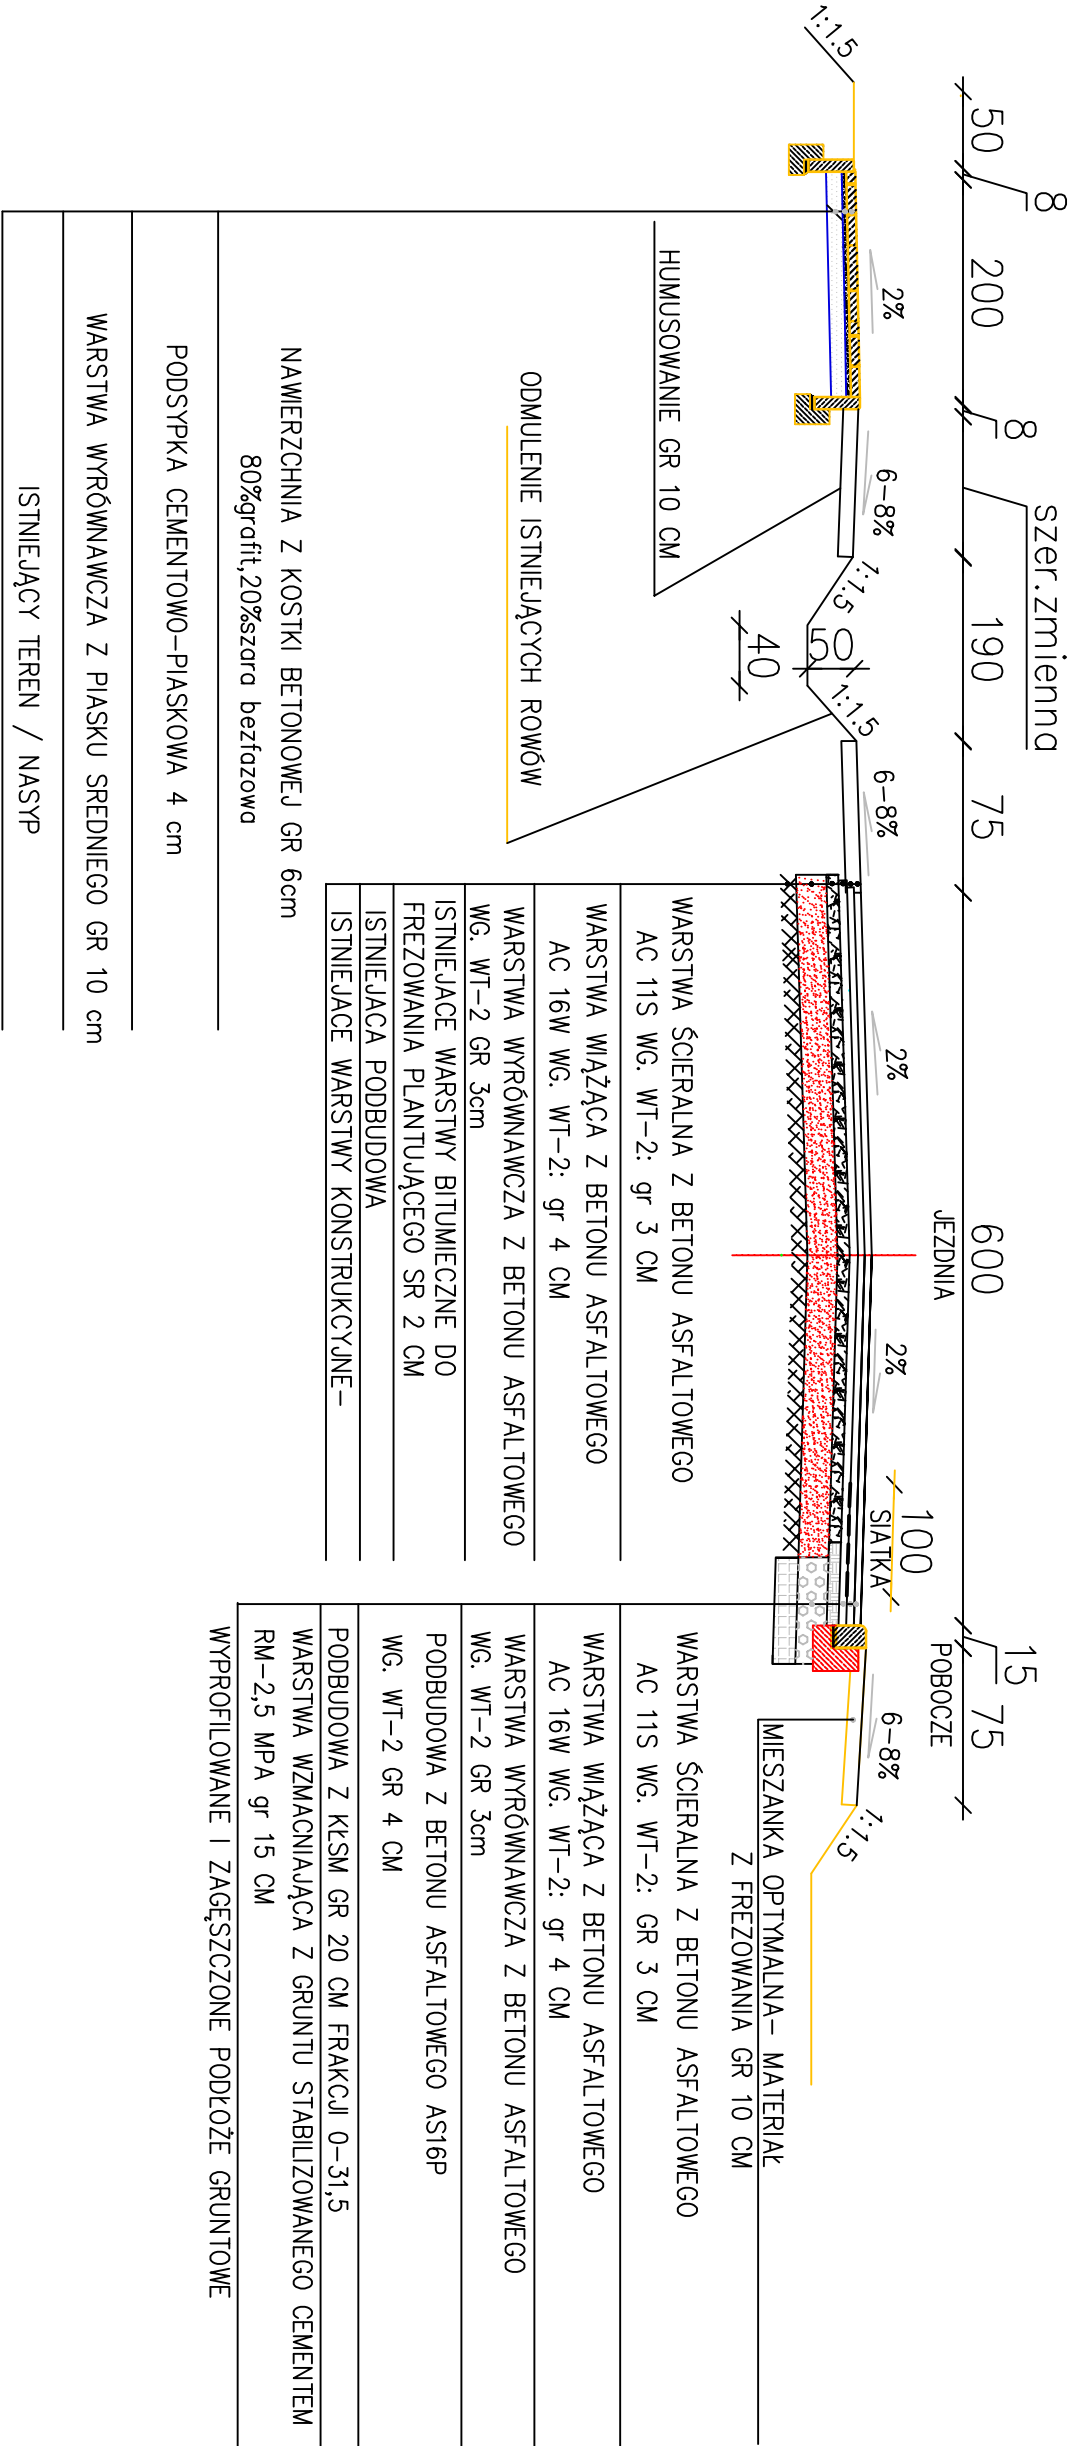 1:1.5
50
8
200
8
szer.zmienna
190
75
600
JEZDNIA
15
75
POBOCZE
2%
6-8%
1:1.5
50
40
1:1.5
6-8%
2%
2%
100
SIATKA
6-8%
1:1.5
HUMUSOWANIE GR 10 CM
ODMULENIE ISTNIEJĄCYCH ROWÓW
NAWIERZCHNIA Z KOSTKI BETONOWEJ GR 6cm
80%grafit,20%szara bezfazowa
PODSYPKA CEMENTOWO-PIASKOWA 4 cm
WARSTWA WYRÓWNAWCZA Z PIASKU SREDNIEGO GR 10 cm
ISTNIEJĄCY TEREN / NASYP
WARSTWA ŚCIERALNA Z BETONU ASFALTOWEGO
AC 11S WG. WT-2: gr 3 CM
WARSTWA WIĄŻĄCA Z BETONU ASFALTOWEGO
AC 16W WG. WT-2: gr 4 CM
WARSTWA WYRÓWNAWCZA Z BETONU ASFALTOWEGO
WG. WT-2 GR 3cm
ISTNIEJACE WARSTWY BITUMIECZNE DO
FREZOWANIA PLANTUJĄCEGO SR 2 CM
ISTNIEJACA PODBUDOWA
ISTNIEJACE WARSTWY KONSTRUKCYJNE-
MIESZANKA OPTYMALNA- MATERIAŁ
Z FREZOWANIA GR 10 CM
WARSTWA ŚCIERALNA Z BETONU ASFALTOWEGO
AC 11S WG. WT-2: GR 3 CM
WARSTWA WIĄŻĄCA Z BETONU ASFALTOWEGO
AC 16W WG. WT-2: gr 4 CM
WARSTWA WYRÓWNAWCZA Z BETONU ASFALTOWEGO
WG. WT-2 GR 3cm
PODBUDOWA Z BETONU ASFALTOWEGO AS16P
WG. WT-2 GR 4 CM
PODBUDOWA Z KŁSM GR 20 CM FRAKCJI 0-31,5
WARSTWA WZMACNIAJĄCA Z GRUNTU STABILIZOWANEGO CEMENTEM
RM-2,5 MPA gr 15 CM
WYPROFILOWANE I ZAGĘSZCZONE PODŁOŻE GRUNTOWE